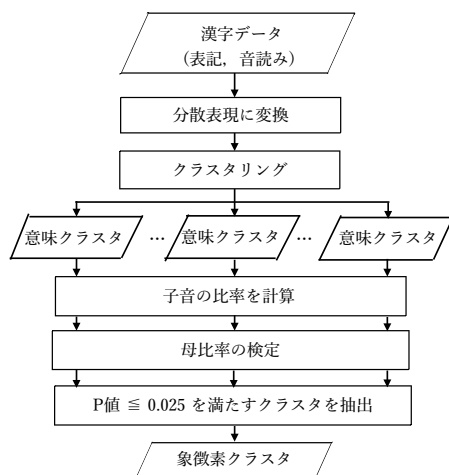 漢字データ
(表記，音読み)
分散表現に変換
クラスタリング
意味クラスタ … 意味クラスタ … 意味クラスタ
子音の比率を計算
母比率の検定
P値 ≦ 0.025 を満たすクラスタを抽出
象徴素クラスタ